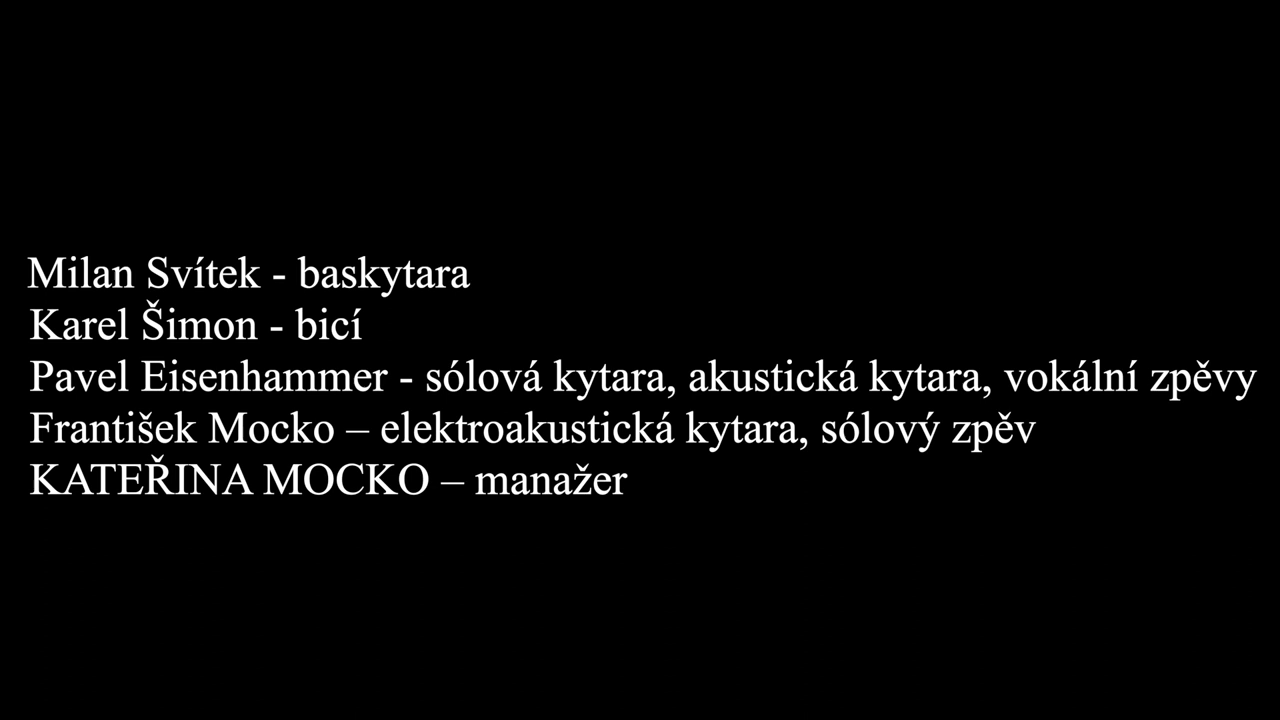 Milan Svítek - baskytara
Karel Šimon - bicí
Pavel Eisenhammer - sólová kytara, akustická kytara, vokální zpěvy
František Mocko – elektroakustická kytara, sólový zpěv
KATEŘINA MOCKO – manažer